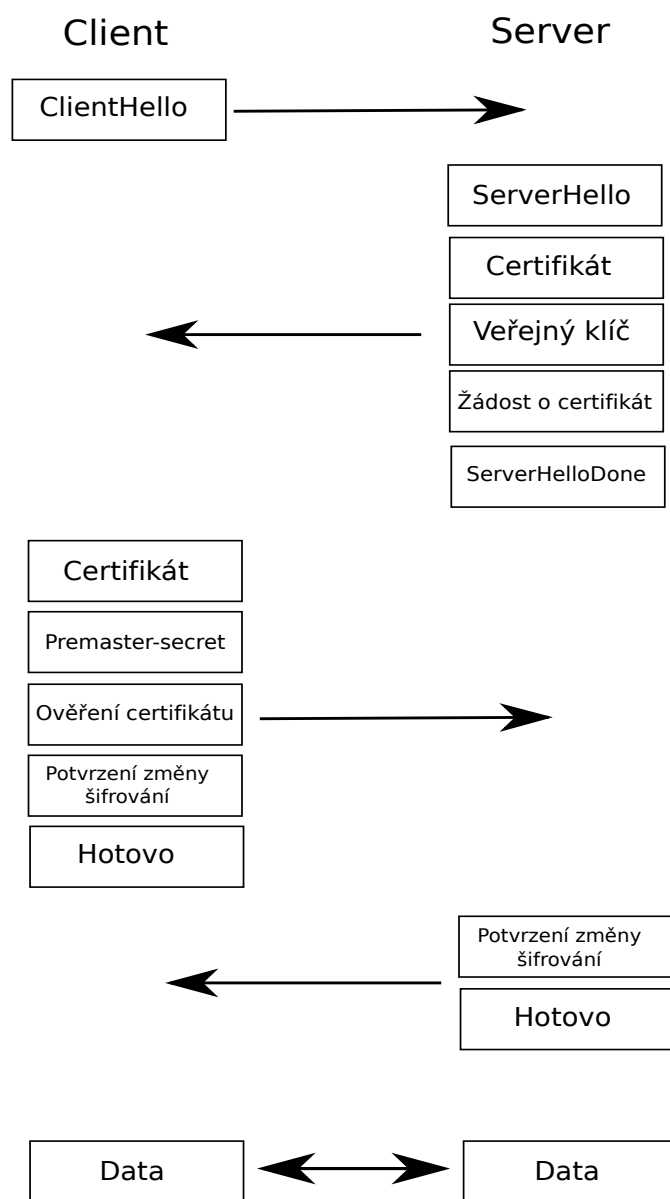 Client
Server
ClientHello
ServerHello
Certifikát
Veřejný klíč
Žádost o certifikát
ServerHelloDone
Certifikát
Premaster-secret
Ověření certifikátu
Potvrzení změny
šifrování
Hotovo
Potvrzení změny
šifrování
Hotovo
Data
Data